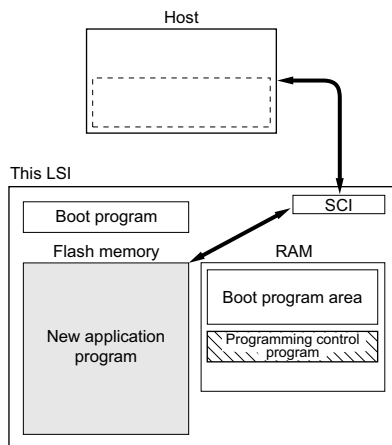 Host
This LSI
SCI
Boot program
Flash memory
RAM
Boot program area
New application
program
Programming control
program